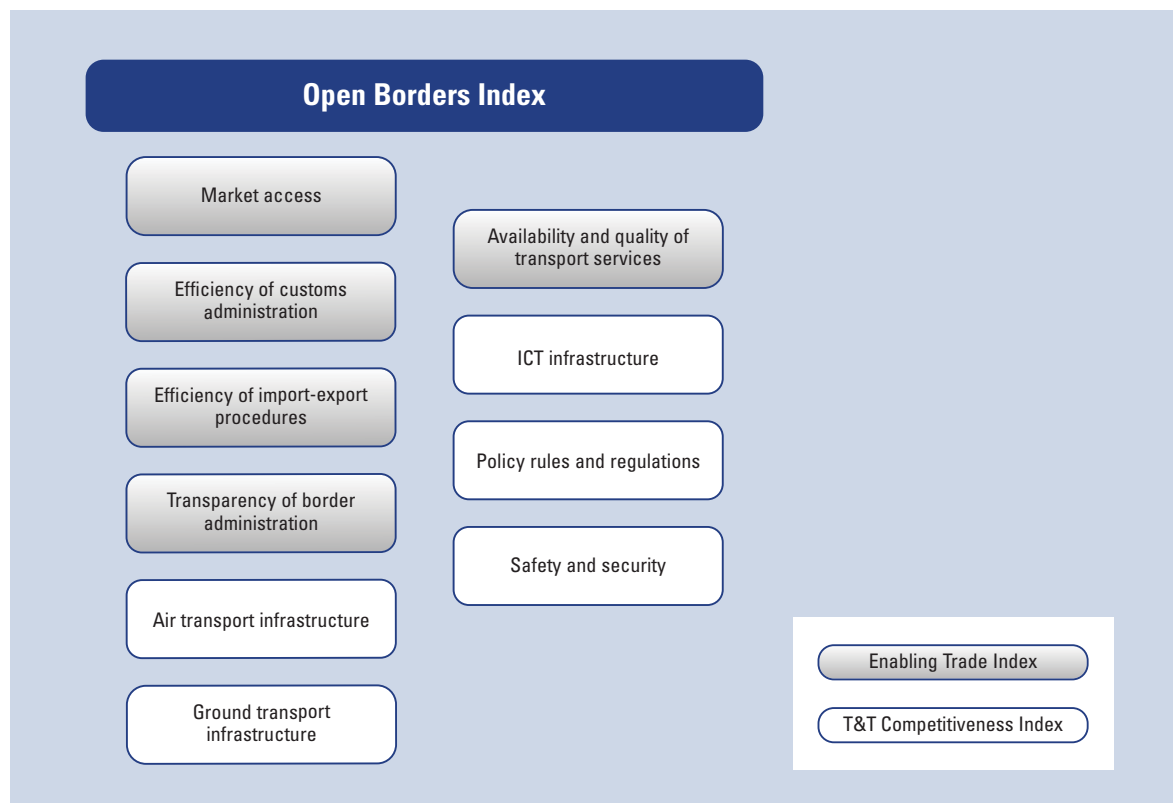 Open Borders Index
Market access
Efficiency of customs
administration
Efficiency of import-export
procedures
Transparency of border
administration
Air transport infrastructure
Ground transport
infrastructure
Availability and quality of
transport services
ICT infrastructure
Policy rules and regulations
Safety and security
Enabling Trade Index
T&T Competitiveness Index